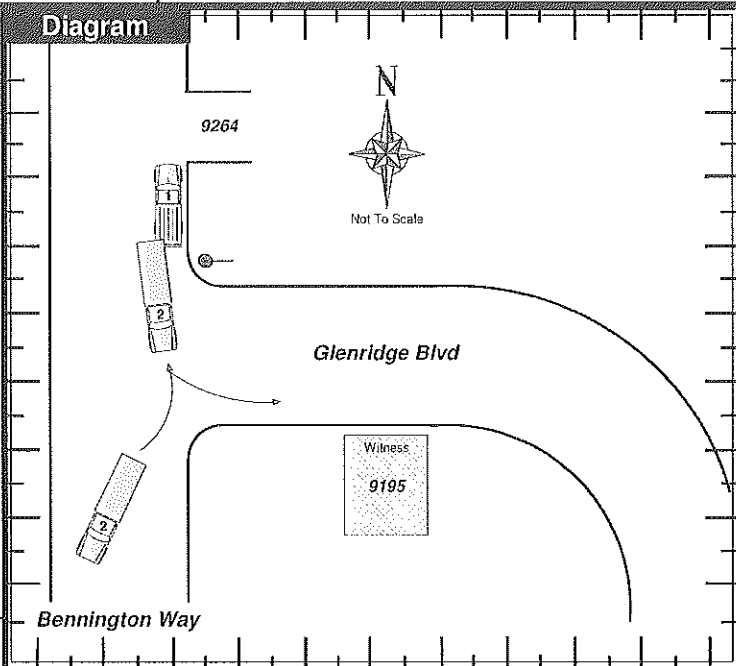 Diagram
N
9264
1
Not To Scale
2
Glenridge Blvd
Witness
9195
2
Bennington Way